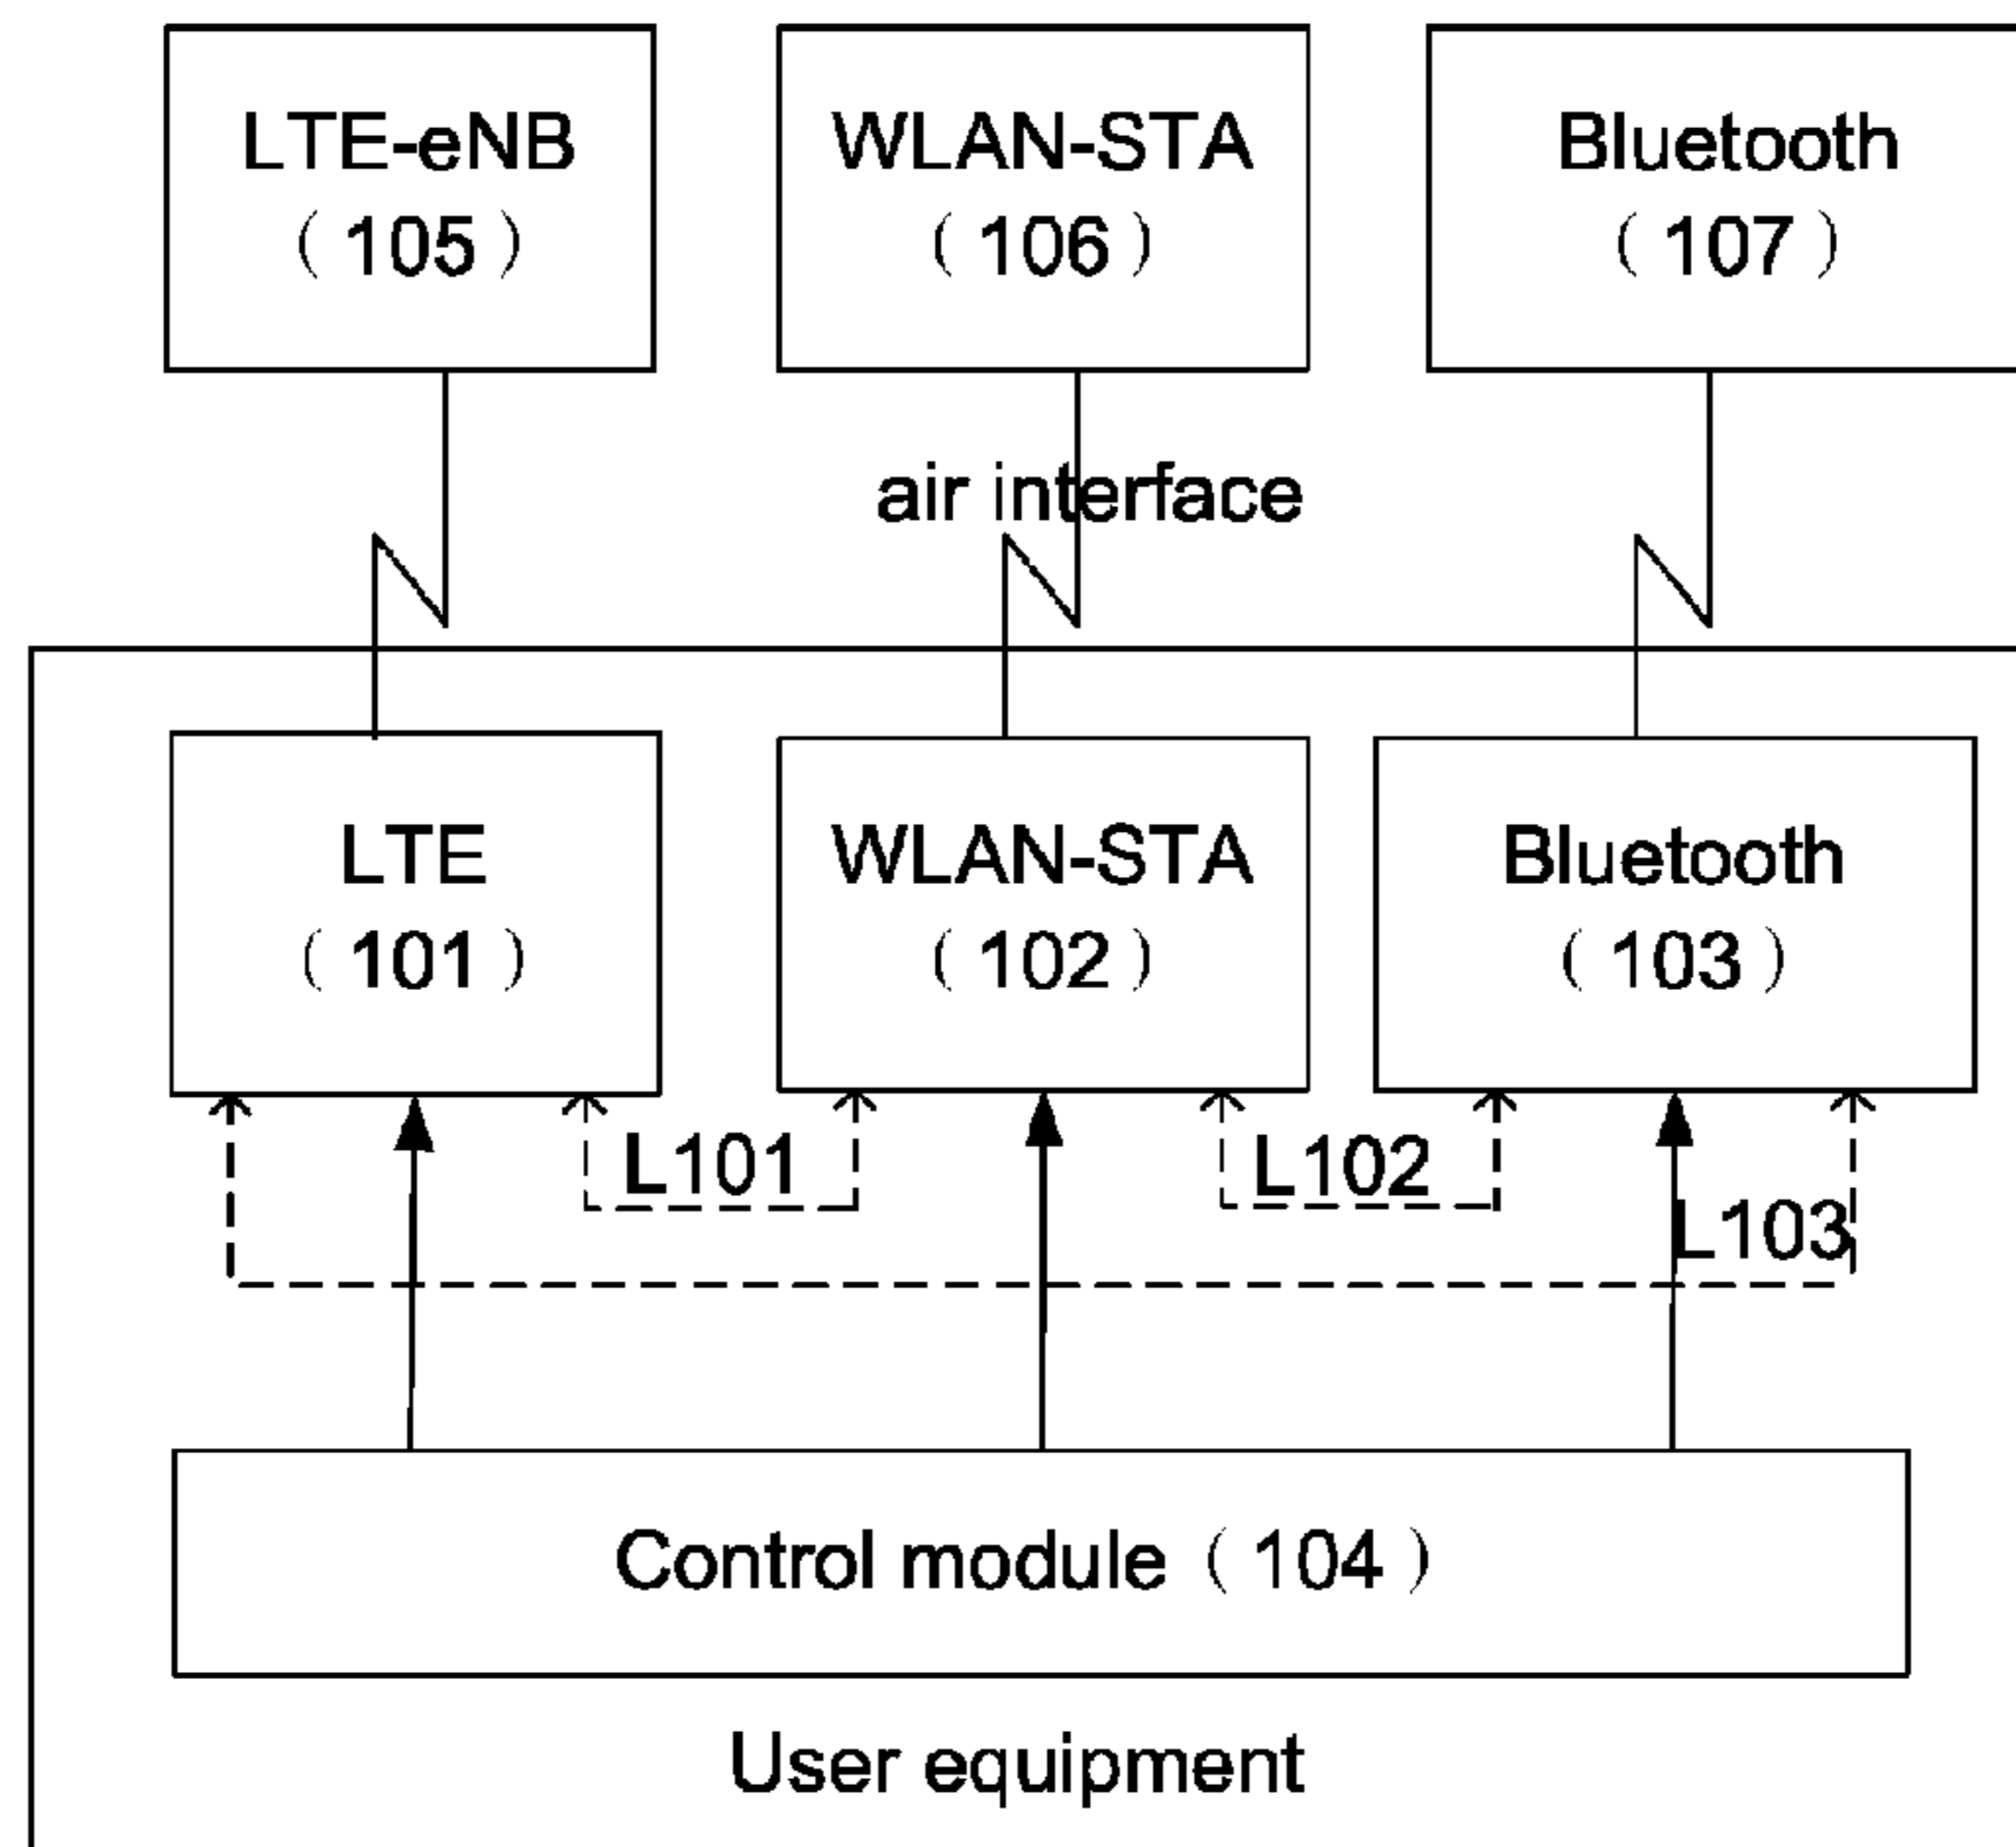 LTE-eNB
（105）
WLAN-STA
（106）
Bluetooth
（107）
air interface
LTE
（101）
WLAN-STA
（102）
Bluetooth
（103）
L101
L102
L103
Control module（104）
User equipment